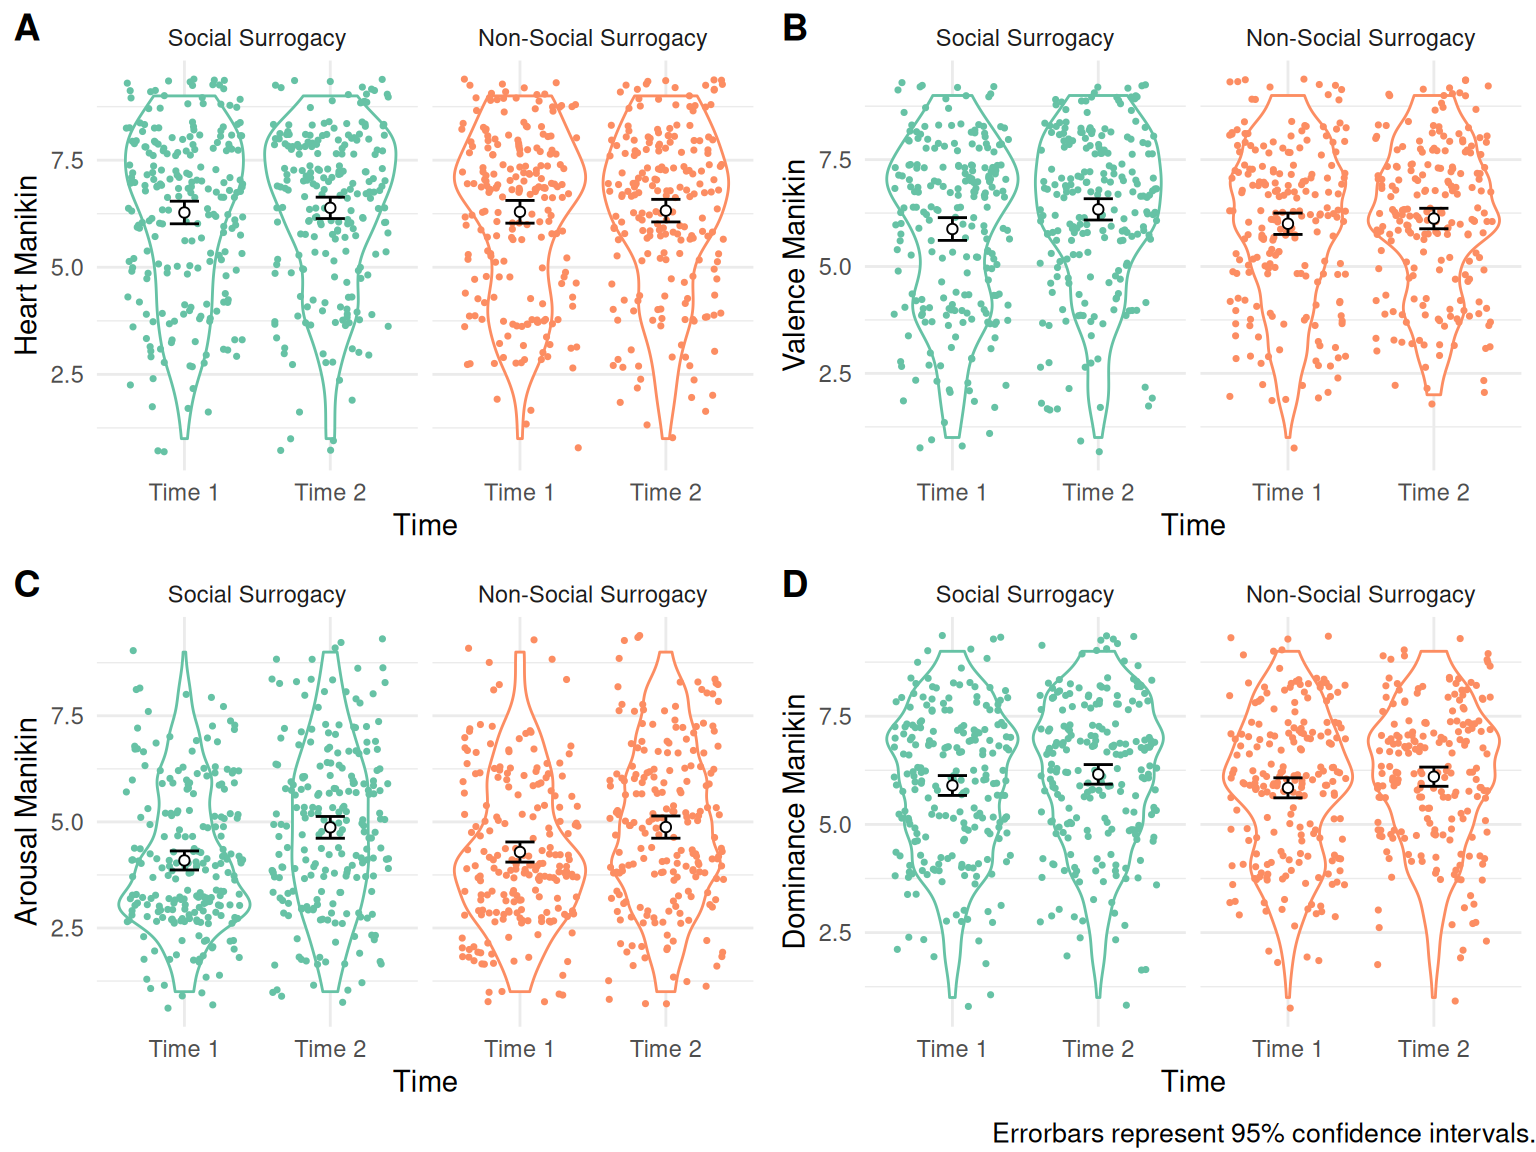 A
Social Surrogacy
Non-Social Surrogacy
Heart Manikin
7.5
5.0
2.5
Time 1
Time 2
Time 1
Time 2
Time
B
Social Surrogacy
Non-Social Surrogacy
Valence Manikin
7.5
5.0
2.5
Time 1
Time 2
Time 1
Time 2
Time
C
Social Surrogacy
Non-Social Surrogacy
Arousal Manikin
7.5
5.0
2.5
Time 1
Time 2
Time 1
Time 2
Time
D
Social Surrogacy
Non-Social Surrogacy
Dominance Manikin
7.5
5.0
2.5
Time 1
Time 2
Time 1
Time 2
Time
Errorbars represent 95% confidence intervals.